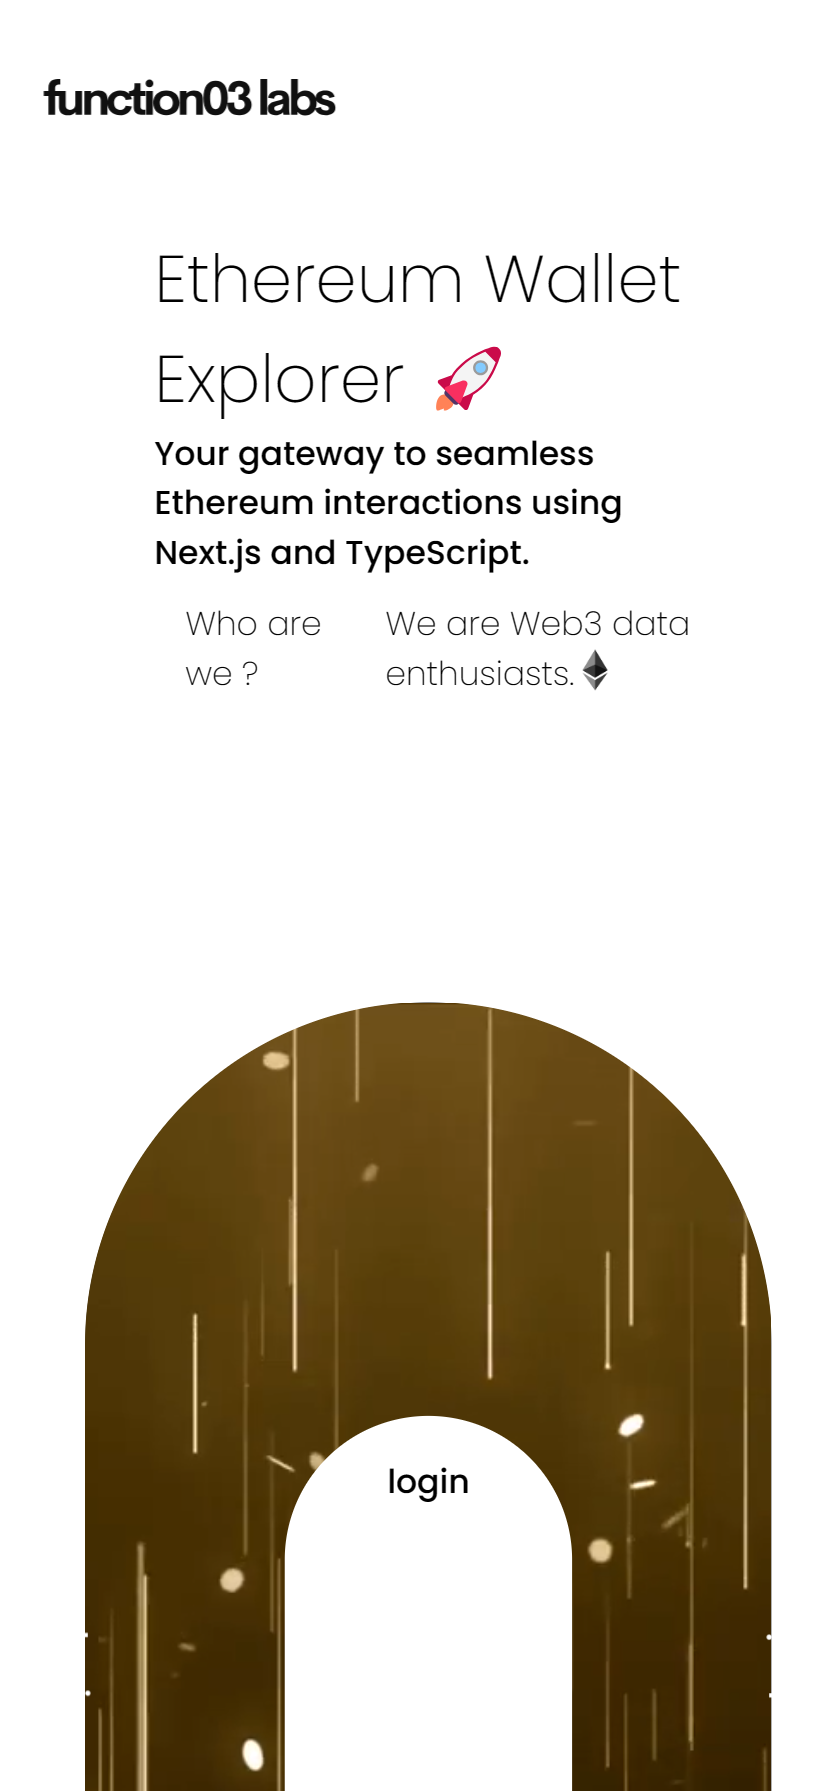 function03 labs
Ethereum Wallet
Explorer 🚀
Your gateway to seamless
Ethereum interactions using
Next.js and TypeScript.
Who are
we ?
We are Web3 data
enthusiasts.
login